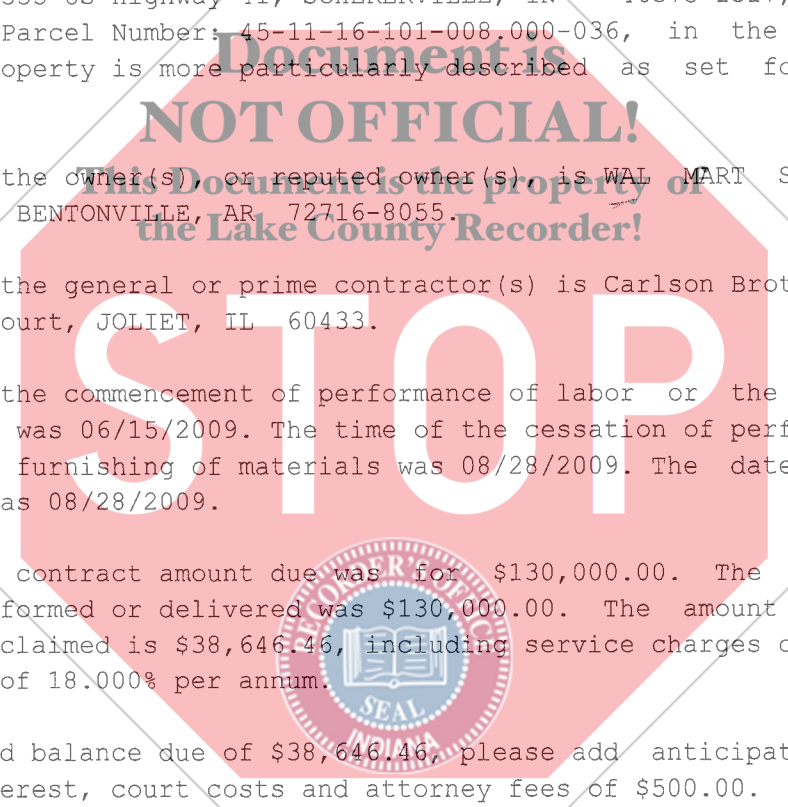 Parcel Number: 45-11-16-101-008.000-036, in the
operty is more particularly described as set fo
Document is
NOT OFFICIAL!
This Document is the property of
the Lake County Recorder!
the owner(s), or reputed owner(s), is WAL MART S
BENTONVILLE, AR 72716-8055.
the general or prime contractor(s) is Carlson Brot
ourt, JOLIET, IL 60433.
STOP
the commencement of performance of labor or the
was 06/15/2009. The time of the cessation of perf
furnishing of materials was 08/28/2009. The date
as 08/28/2009.
contract amount due was for $130,000.00. The
formed or delivered was $130,000.00. The amount
claimed is $38,646.46, including service charges o
of 18.000% per annum.
RECORDER'S OFFICE
SEAL
INDIANA
d balance due of $38,646.46, please add anticipat
erest, court costs and attorney fees of $500.00.